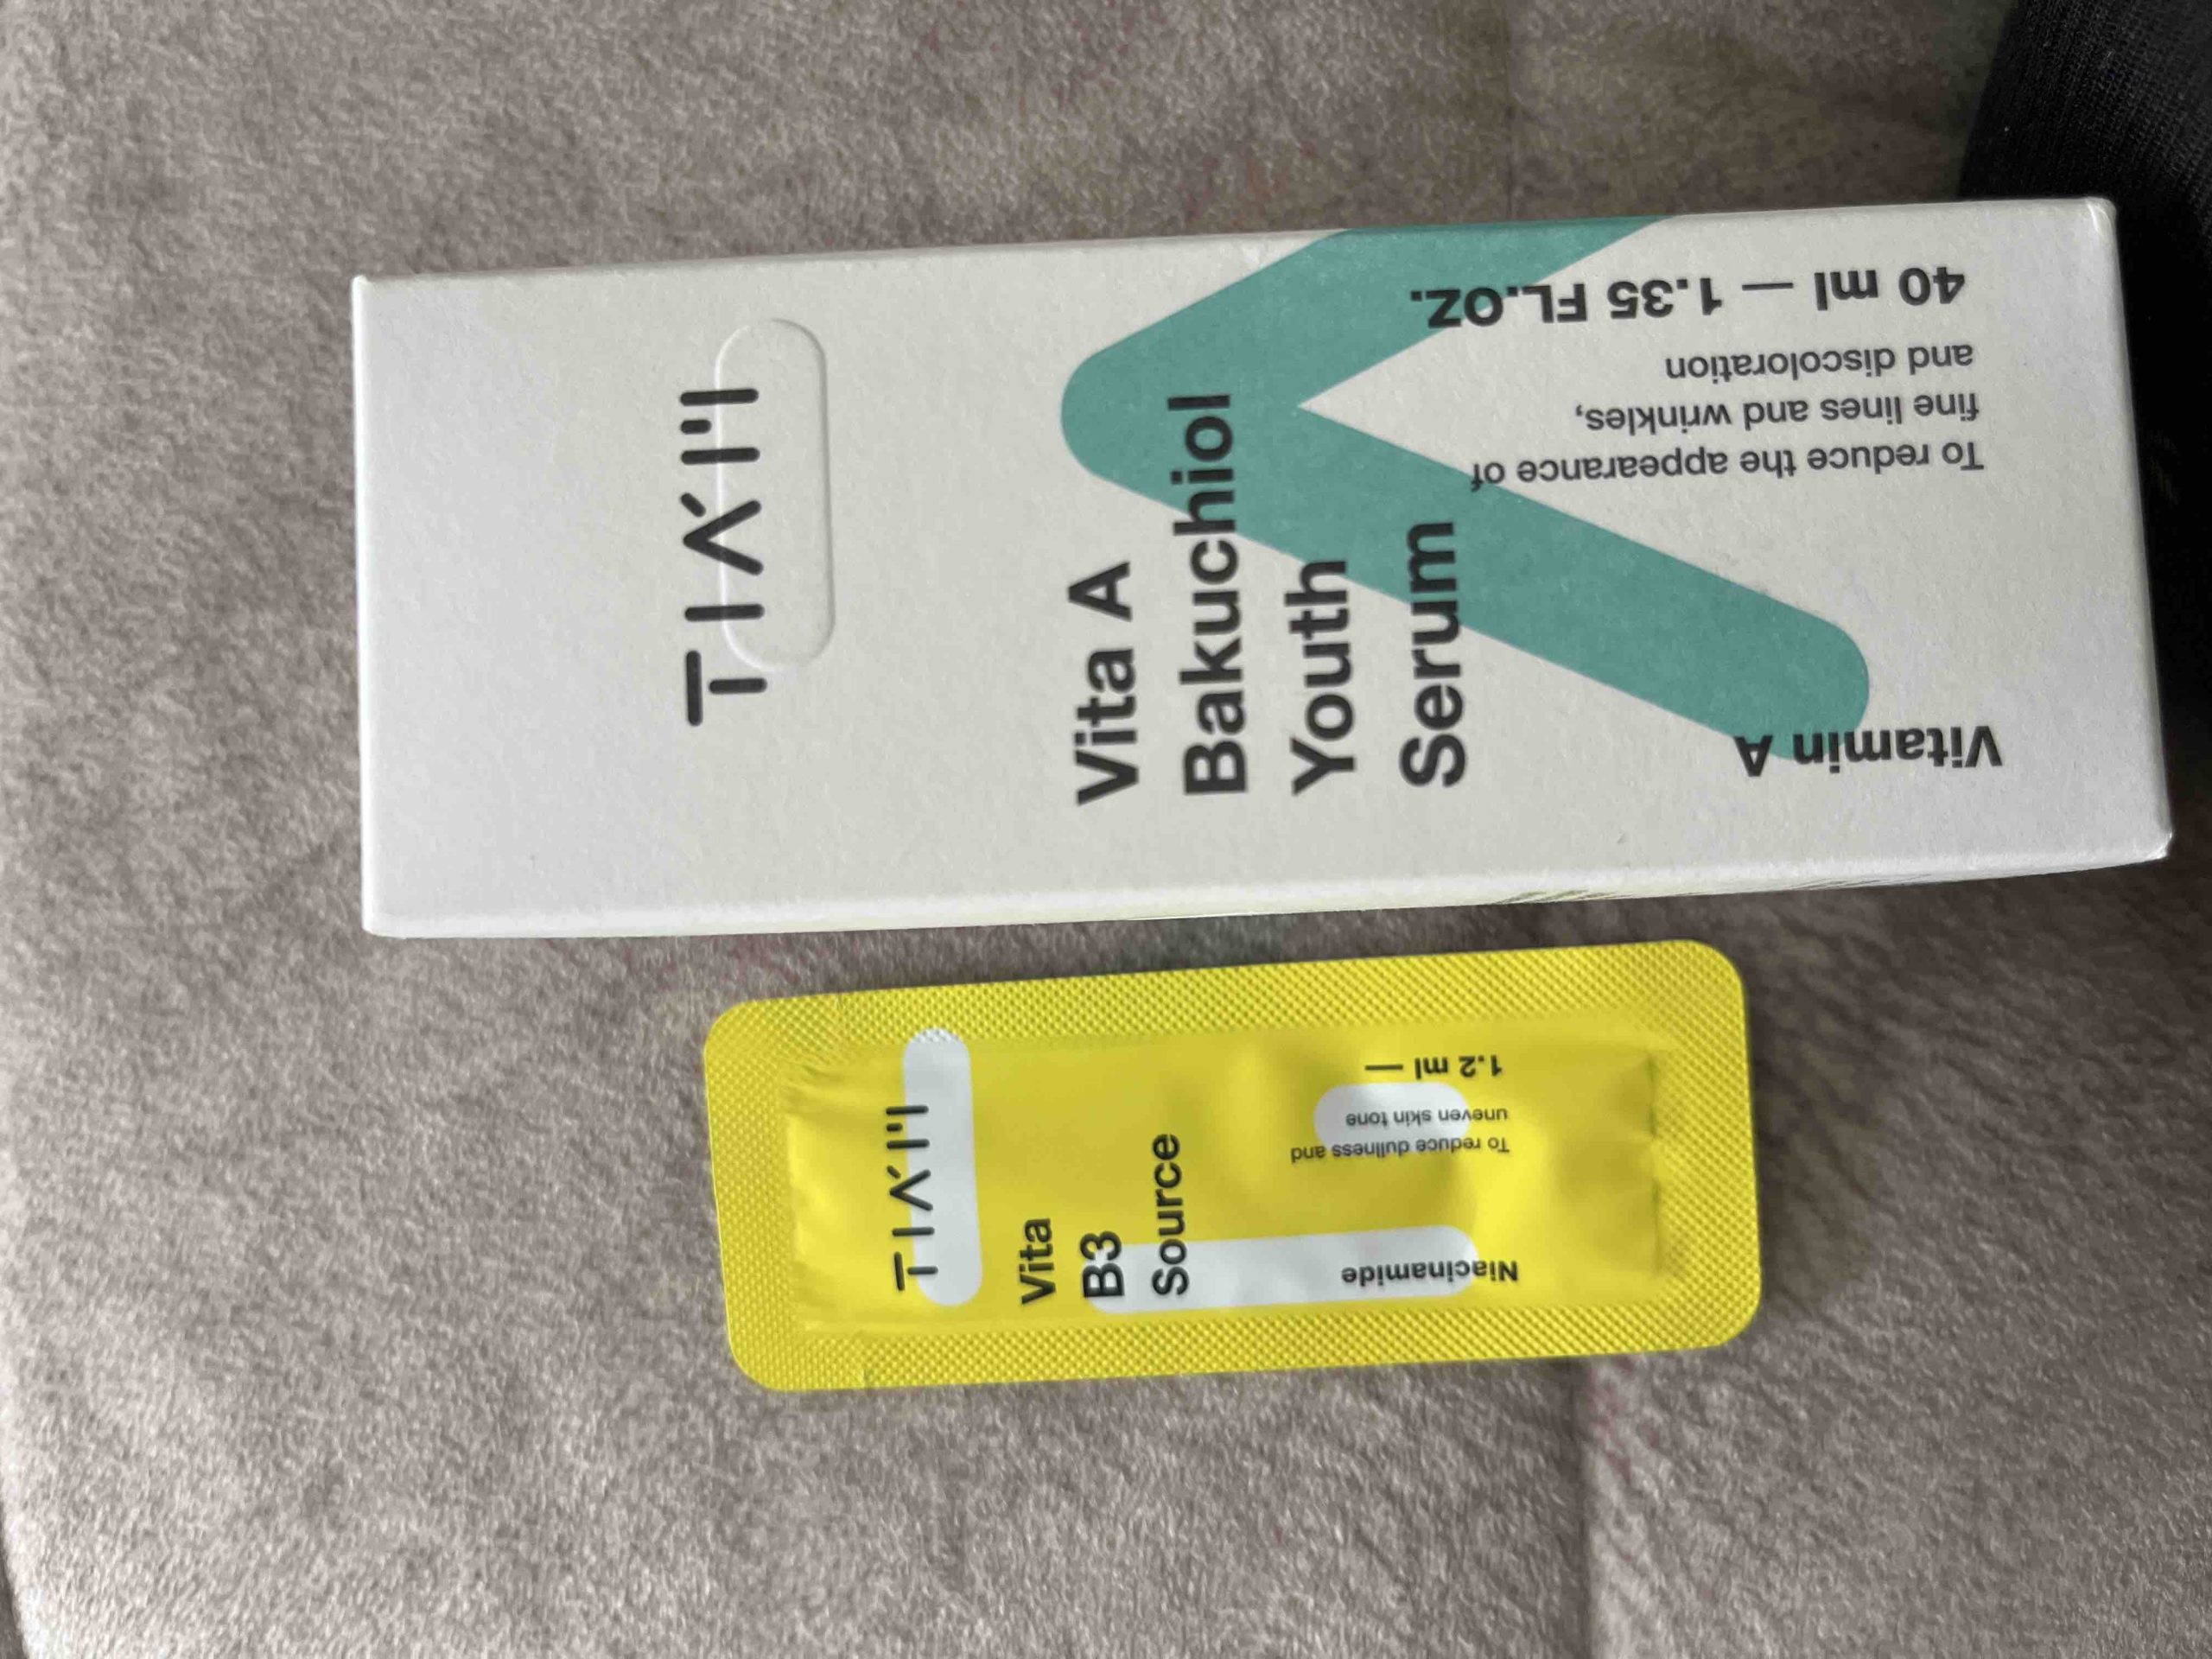 TIA'M
Vita A
Bakuchiol
Youth
Serum
Vitamin A
To reduce the appearance of
fine lines and wrinkles,
and discoloration
40 ml — 1.35 FL.OZ.
TIA'M
Vita
B3
Source
Niacinamide
To reduce dullness and
uneven skin tone
1.2 ml —